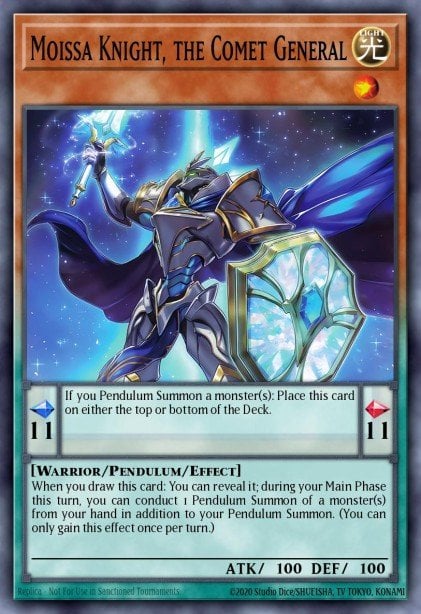 MOISSA KNIGHT, THE COMET GENERAL
LIGHT
光
If you Pendulum Summon a monster(s): Place this card
on either the top or bottom of the Deck.
11
11
[WARRIOR/PENDULUM/EFFECT]
When you draw this card: You can reveal it; during your Main Phase
this turn, you can conduct 1 Pendulum Summon of a monster(s)
from your hand in addition to your Pendulum Summon. (You can
only gain this effect once per turn.)
ATK/ 100 DEF/ 100
Replica - Not For Use in Sanctioned Tournaments
©2020 Studio Dice/SHUEISHA, TV TOKYO, KONAMI